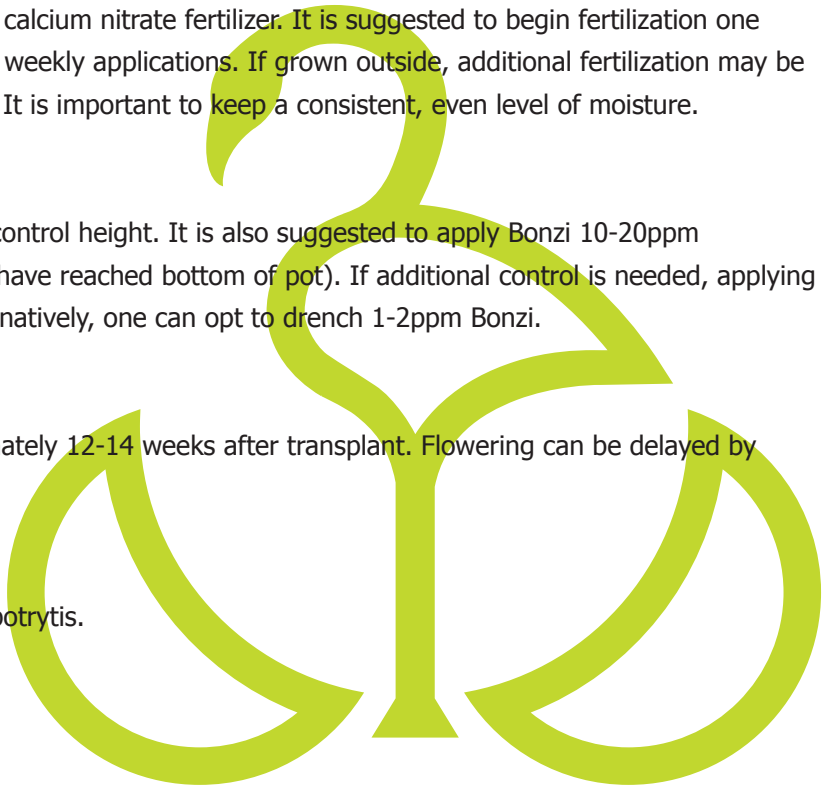 calcium nitrate fertilizer. It is suggested to begin fertilization one
weekly applications. If grown outside, additional fertilization may be
It is important to keep a consistent, even level of moisture.
control height. It is also suggested to apply Bonzi 10-20ppm
have reached bottom of pot). If additional control is needed, applying
natively, one can opt to drench 1-2ppm Bonzi.
ately 12-14 weeks after transplant. Flowering can be delayed by
otrytis.